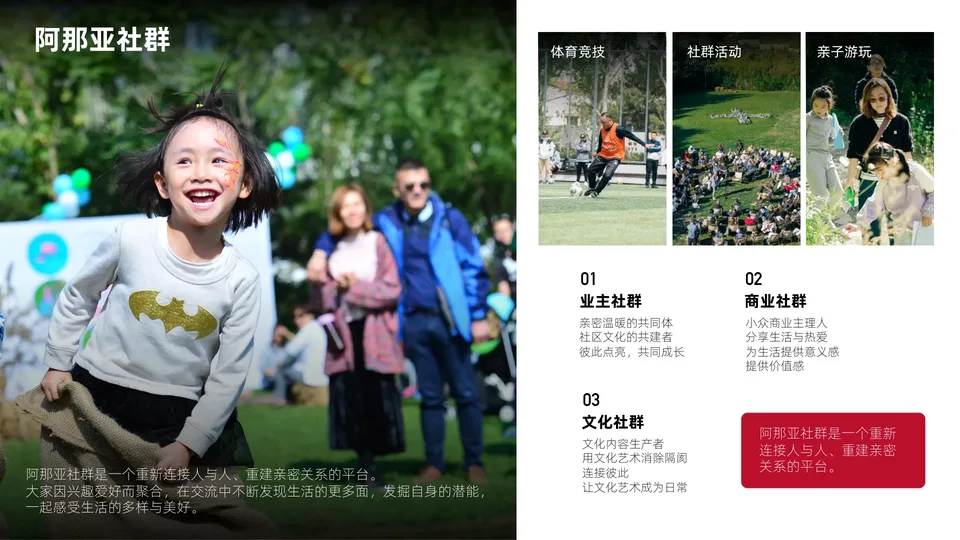 阿那亚社群
阿那亚社群是一个重新连接人与人、重建亲密关系的平台。
大家因兴趣爱好而聚合，在交流中不断发现生活的更多面，发掘自身的潜能，
一起感受生活的多样与美好。
体育竞技
社群活动
亲子游玩
01
业主社群
亲密温暖的共同体
社区文化的共建者
彼此点亮，共同成长
02
商业社群
小众商业主理人
分享生活与热爱
为生活提供意义感
提供价值感
03
文化社群
文化内容生产者
用文化艺术消除隔阂
连接彼此
让文化艺术成为日常
阿那亚社群是一个重新
连接人与人、重建亲密
关系的平台。